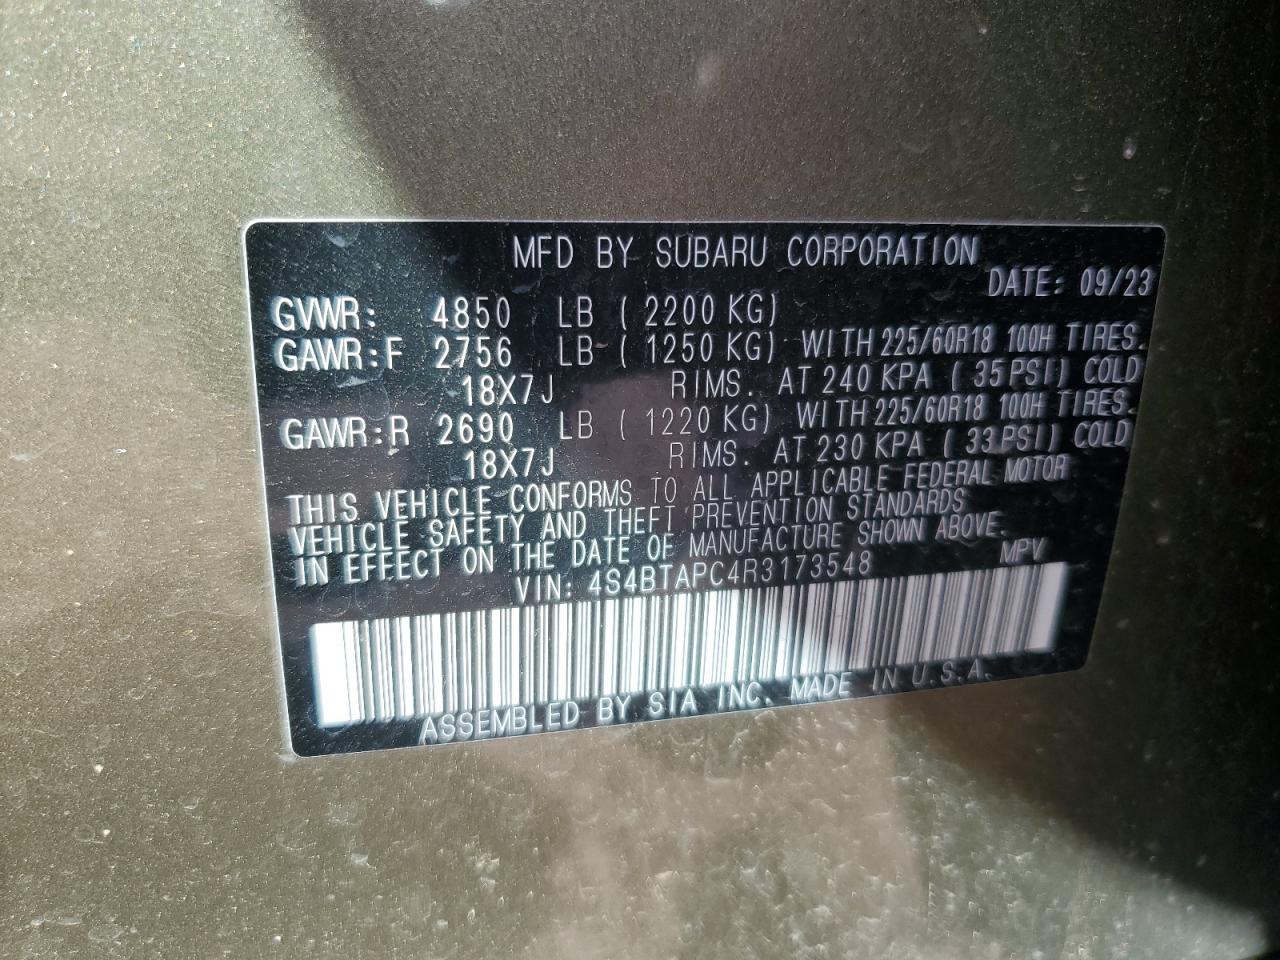 MFD BY SUBARU CORPORATION
DATE: 09/23
GVWR: 4850 LB ( 2200 KG)
GAWR:F 2756 LB ( 1250 KG) WITH 225/60R18 100H TIRES.
18X7J RIMS. AT 240 KPA ( 35PSI) COLD
GAWR:R 2690 LB ( 1220 KG) WITH 225/60R18 100H TIRES.
18X7J RIMS. AT 230 KPA ( 33PSI) COLD
THIS VEHICLE CONFORMS TO ALL APPLICABLE FEDERAL MOTOR
VEHICLE SAFETY AND THEFT PREVENTION STANDARDS
IN EFFECT ON THE DATE OF MANUFACTURE SHOWN ABOVE.
VIN: 4S4BTAPC4R3173548 MPV
ASSEMBLED BY SIA INC. MADE IN U.S.A.